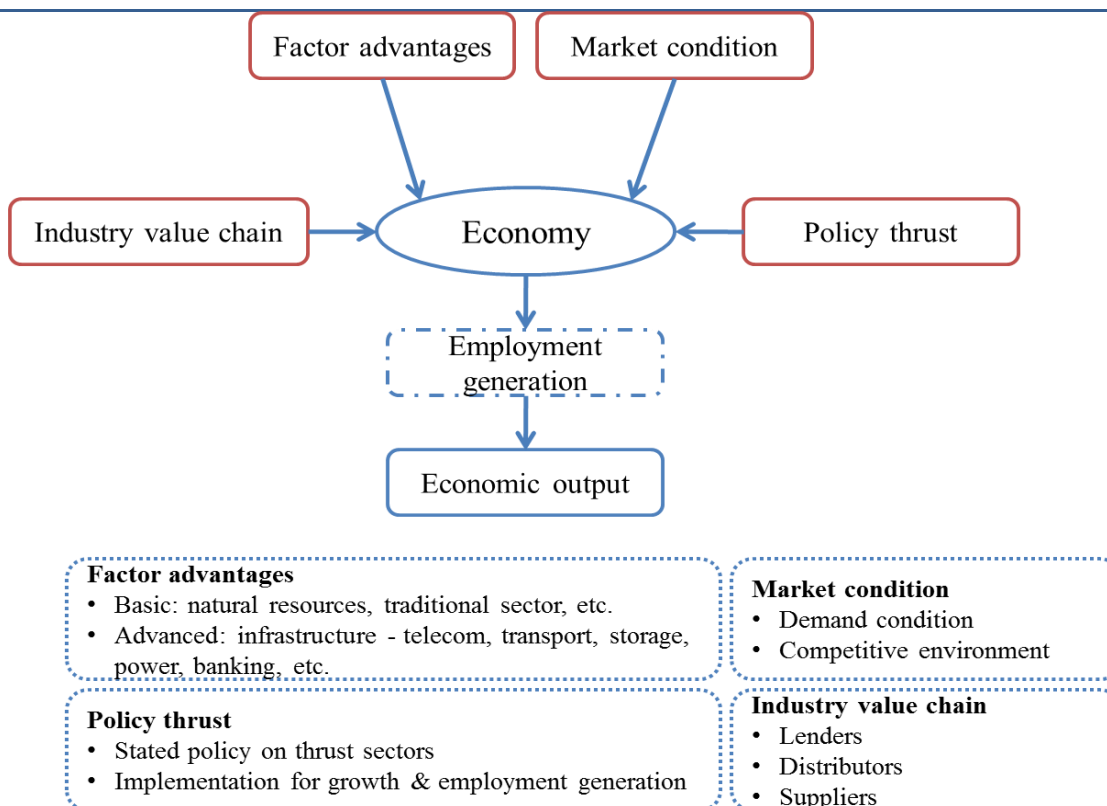 Factor advantages
Market condition
Industry value chain
Economy
Policy thrust
Employment
generation
Economic output
Factor advantages
• Basic: natural resources, traditional sector, etc.
• Advanced: infrastructure - telecom, transport, storage,
power, banking, etc.
Market condition
• Demand condition
• Competitive environment
Policy thrust
• Stated policy on thrust sectors
• Implementation for growth & employment generation
Industry value chain
• Lenders
• Distributors
• Suppliers